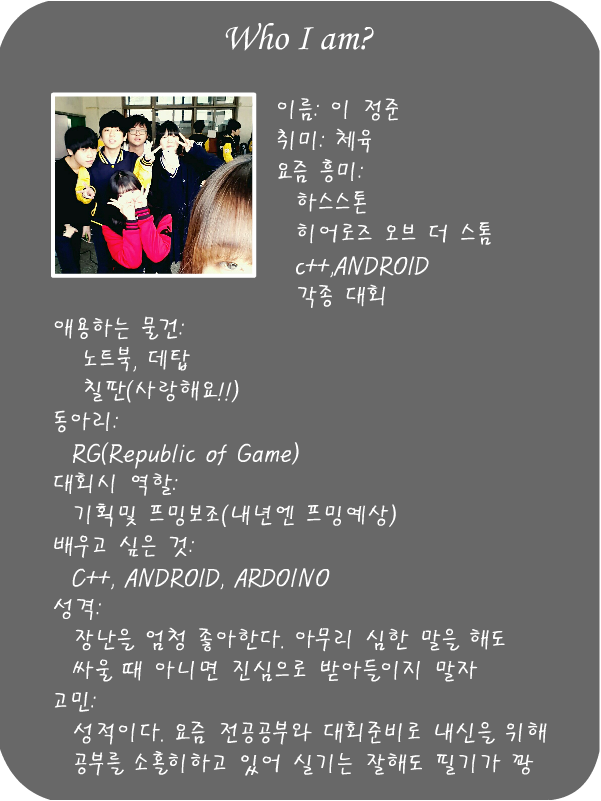 Who I am?
이름: 이 정준
취미: 체육
요즘 흥미:
하스스톤
히어로즈 오브 더 스톰
c++,ANDROID
각종 대회
애용하는 물건:
노트북, 데탑
칠판(사랑해요!!)
동아리:
RG(Republic of Game)
대회시 역할:
기획및 프밍보조(내년엔 프밍예상)
배우고 싶은 것:
C++, ANDROID, ARDOINO
성격:
장난을 엄청 좋아한다. 아무리 심한 말을 해도
싸울 때 아니면 진심으로 받아들이지 말자
고민:
성적이다. 요즘 전공공부와 대회준비로 내신을 위해
공부를 소홀히하고 있어 실기는 잘해도 필기가 꽝